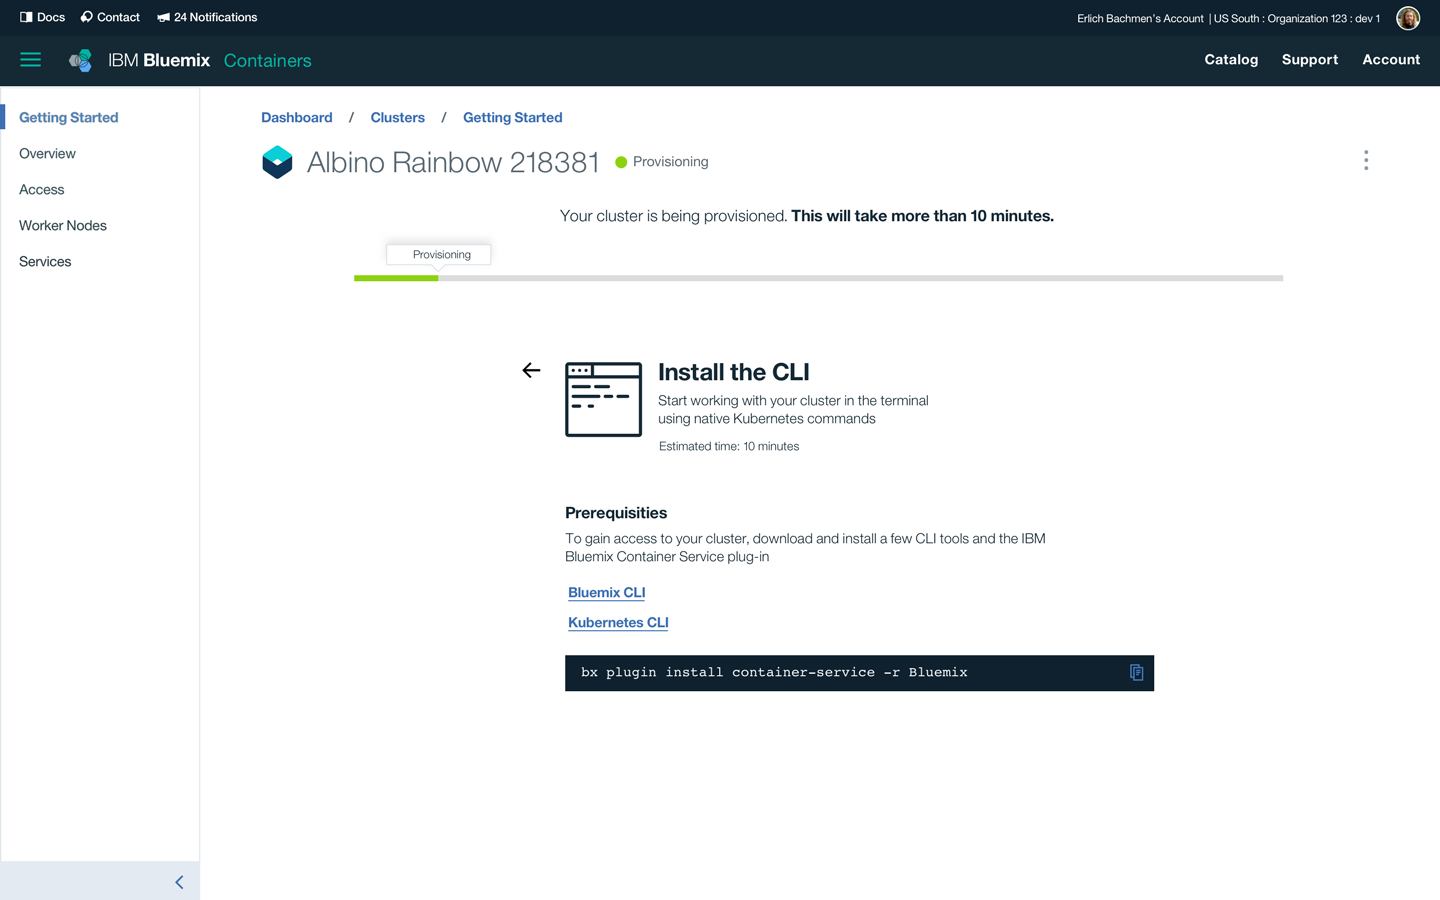 Docs Contact 24 Notifications
Erlich Bachmen's Account | US South : Organization 123 : dev 1
IBM Bluemix Containers
Catalog Support Account
Getting Started
Overview
Access
Worker Nodes
Services
Dashboard / Clusters / Getting Started
Albino Rainbow 218381 Provisioning
Your cluster is being provisioned. This will take more than 10 minutes.
Provisioning
Install the CLI
Start working with your cluster in the terminal
using native Kubernetes commands
Estimated time: 10 minutes
Prerequisities
To gain access to your cluster, download and install a few CLI tools and the IBM
Bluemix Container Service plug-in
Bluemix CLI
Kubernetes CLI
bx plugin install container-service -r Bluemix